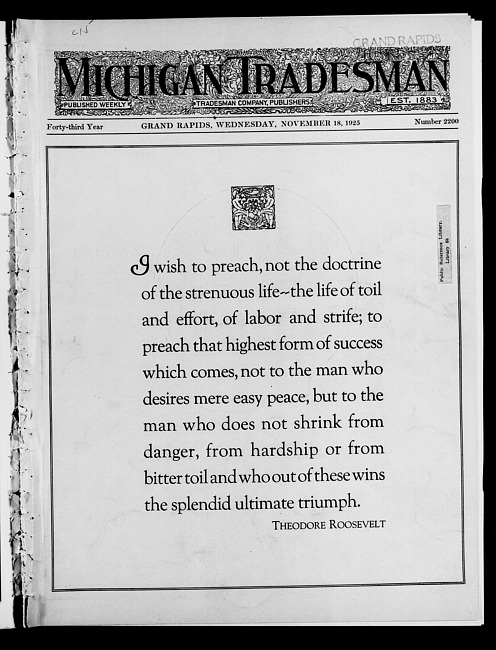 C15
GRAND RAPIDS
MICHIGAN TRADESMAN
PUBLISHED WEEKLY
TRADESMAN COMPANY, PUBLISHERS
EST. 1883
Forty-third Year
GRAND RAPIDS, WEDNESDAY, NOVEMBER 18, 1925
Number 2200
Public
Library
I wish to preach, not the doctrine
of the strenuous life--the life of toil
and effort, of labor and strife; to
preach that highest form of success
which comes, not to the man who
desires mere easy peace, but to the
man who does not shrink from
danger, from hardship or from
bitter toil and who out of these wins
the splendid ultimate triumph.
THEODORE ROOSEVELT